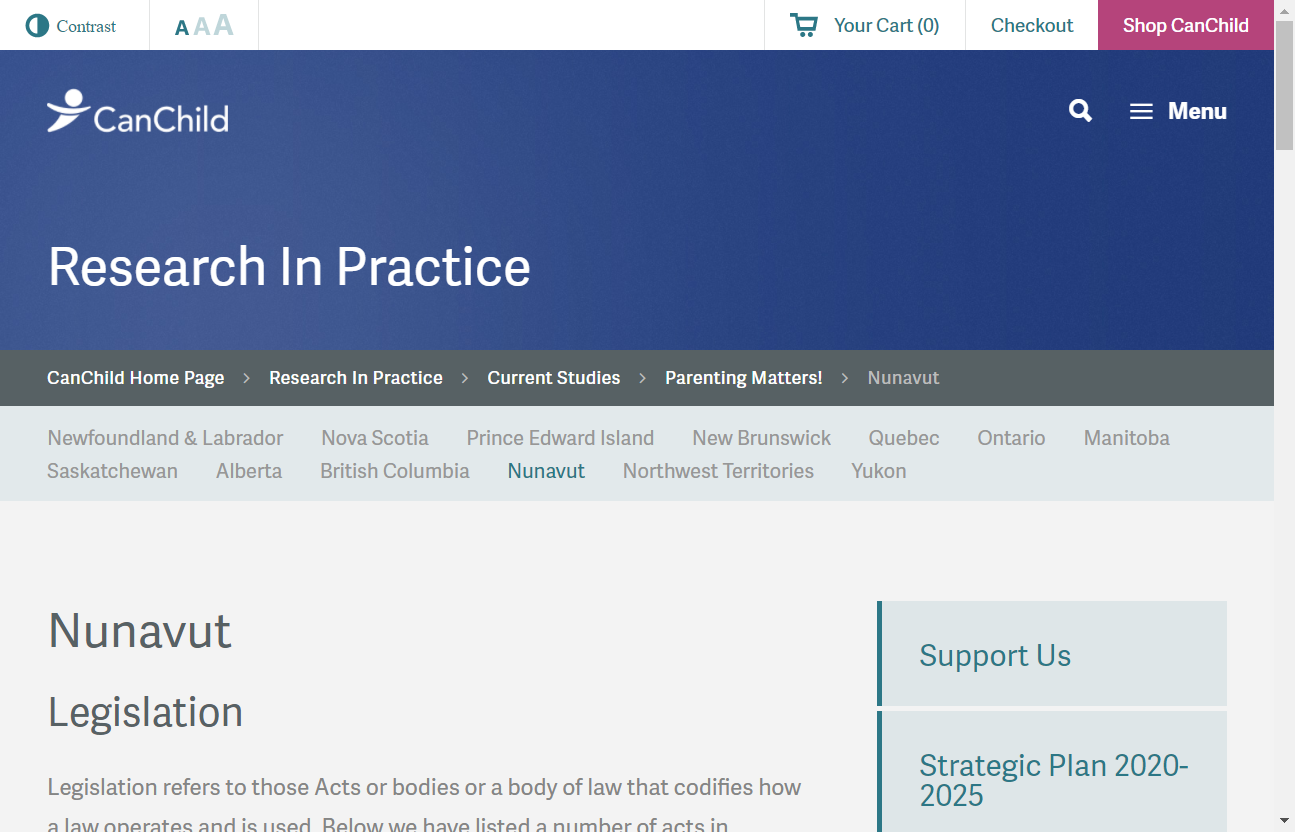 Contrast
A A A
Your Cart (0)
Checkout
Shop CanChild
CanChild
Menu
Research In Practice
CanChild Home Page > Research In Practice > Current Studies > Parenting Matters! > Nunavut
Newfoundland & Labrador Nova Scotia Prince Edward Island New Brunswick Quebec Ontario Manitoba
Saskatchewan Alberta British Columbia Nunavut Northwest Territories Yukon
Nunavut
Legislation
Legislation refers to those Acts or bodies or a body of law that codifies how
a law operates and is used. Below we have listed a number of acts in
Support Us
Strategic Plan 2020-
2025